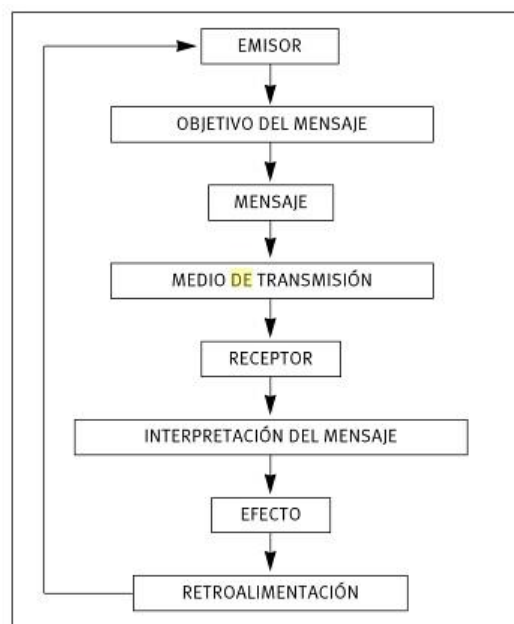 EMISOR
OBJETIVO DEL MENSAJE
MENSAJE
MEDIO DE TRANSMISIÓN
RECEPTOR
INTERPRETACIÓN DEL MENSAJE
EFECTO
RETROALIMENTACIÓN